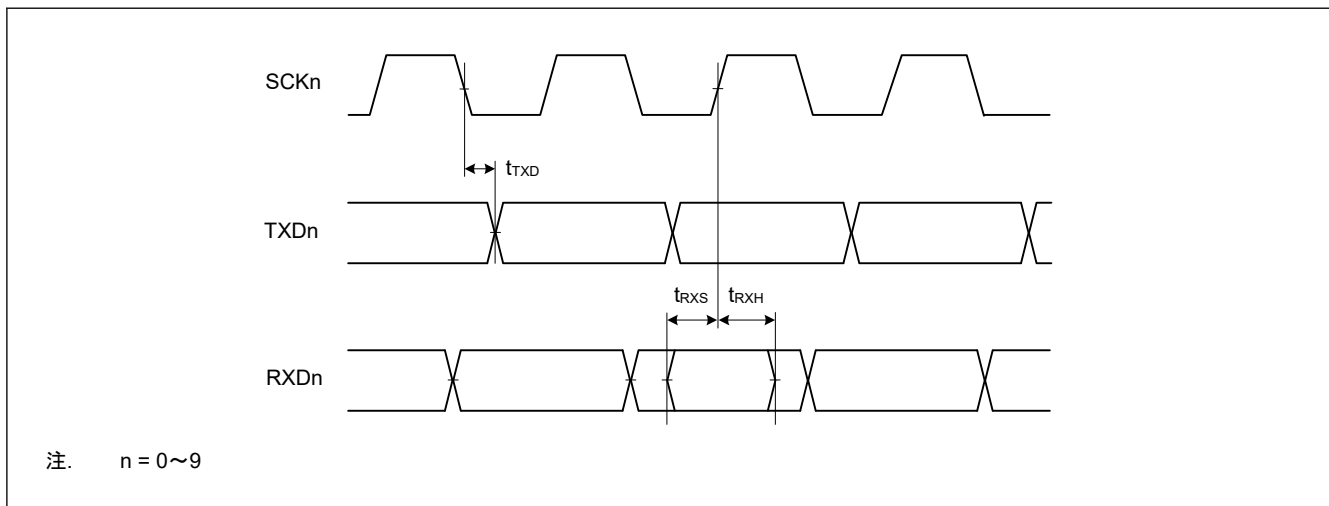 SCKn
tTXD
TXDn
tRXS tRXH
RXDn
注. n = 0～9